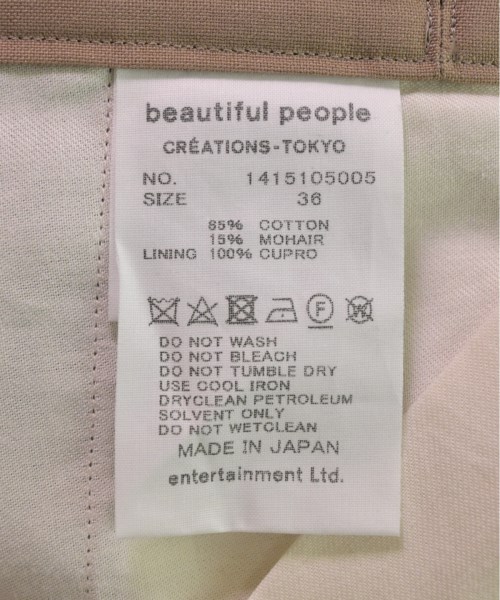 beautiful people
CRÉATIONS-TOKYO
NO. 1415105005
SIZE 36
85% COTTON
15% MOHAIR
LINING 100% CUPRO
F W
DO NOT WASH
DO NOT BLEACH
DO NOT TUMBLE DRY
USE COOL IRON
DRYCLEAN PETROLEUM
SOLVENT ONLY
DO NOT WETCLEAN
MADE IN JAPAN
entertainment Ltd.